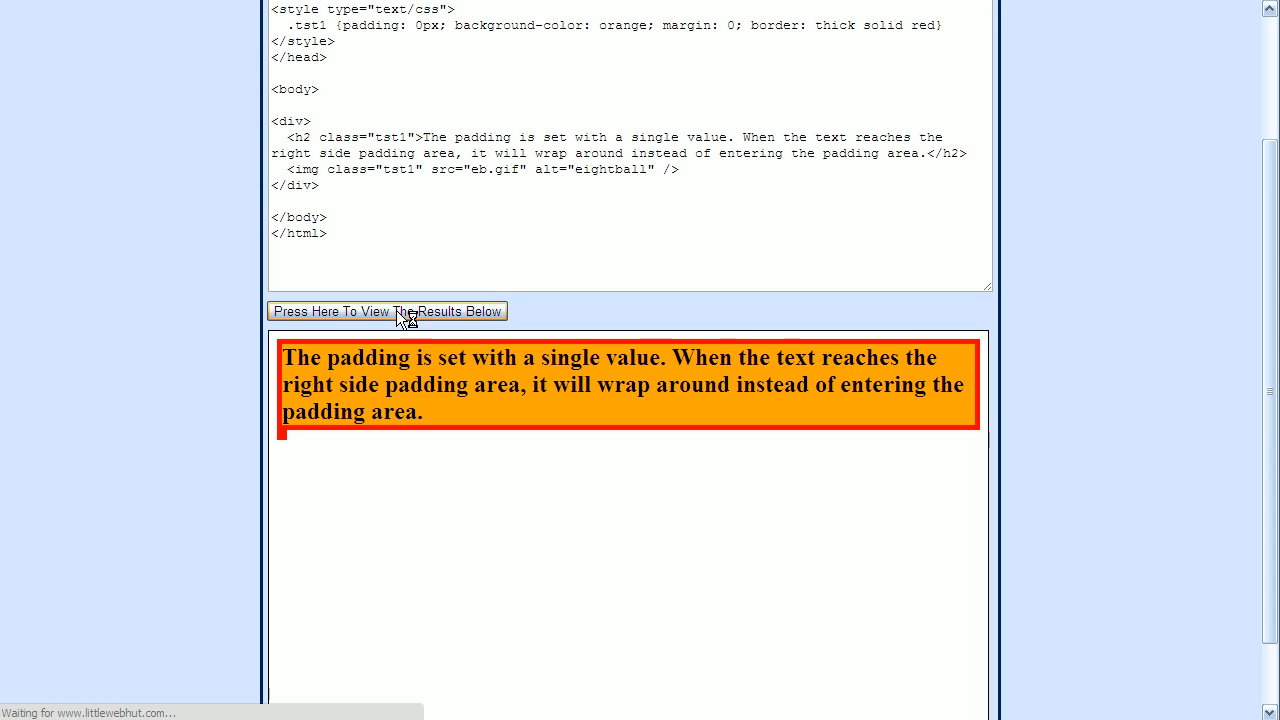 <style type="text/css">
.tst1 {padding: 0px; background-color: orange; margin: 0; border: thick solid red}
</style>
</head>
<body>
<div>
<h2 class="tst1">The padding is set with a single value. When the text reaches the
right side padding area, it will wrap around instead of entering the padding area.</h2>
<img class="tst1" src="eb.gif" alt="eightball" />
</div>
</body>
</html>
Press Here To View The Results Below
The padding is set with a single value. When the text reaches the
right side padding area, it will wrap around instead of entering the
padding area.
Waiting for www.littlewebhut.com...